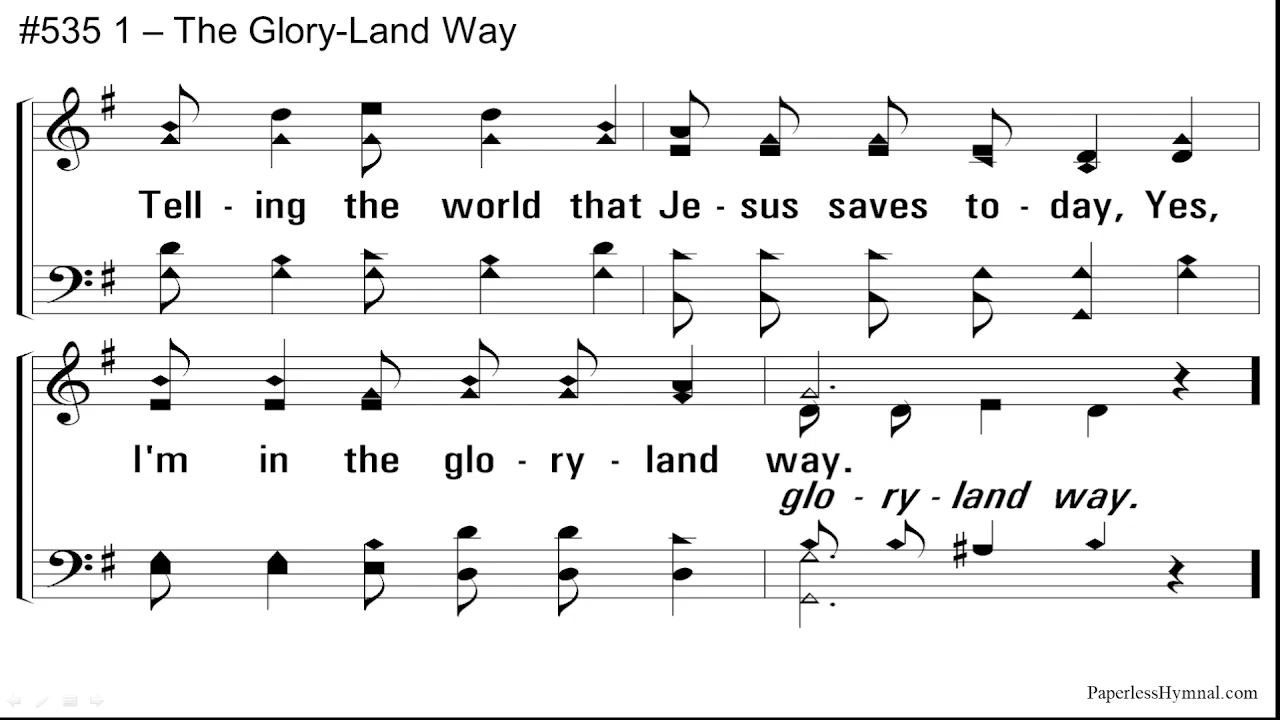 #535 1 – The Glory-Land Way
Tell - ing the world that Je - sus saves to - day, Yes,
I'm in the glo - ry - land way.
glo - ry - land way.
PaperlessHymnal.com